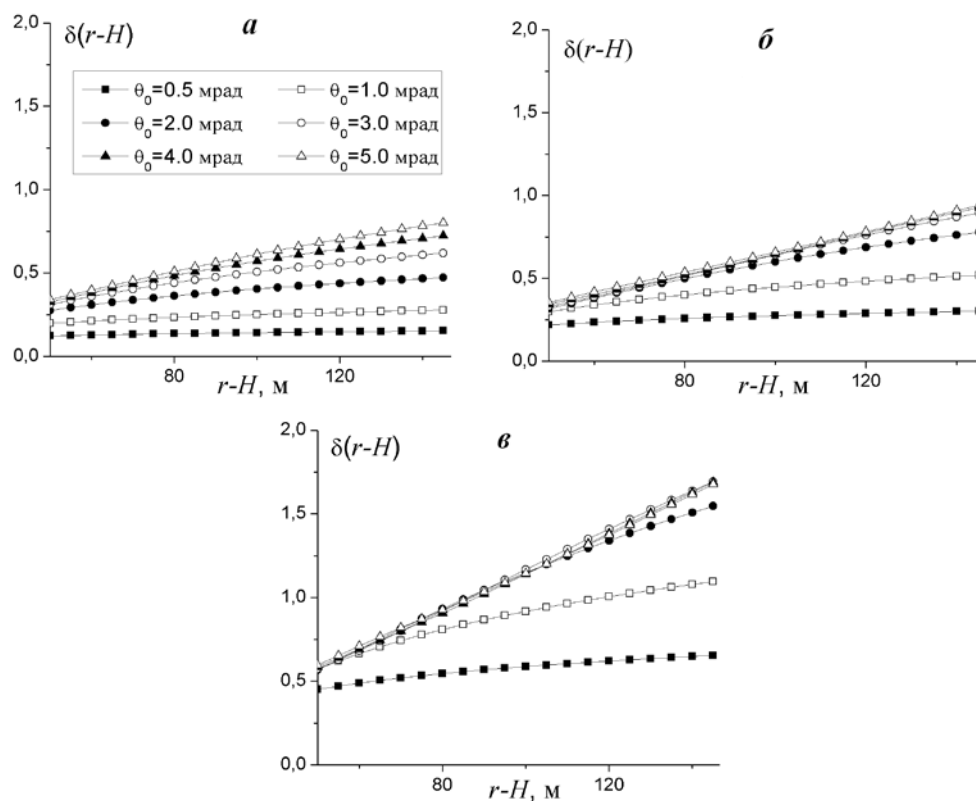 а
δ(r-H)
2,0
1,5
1,0
0,5
0,0
θ0=0.5 мрад
θ0=1.0 мрад
θ0=2.0 мрад
θ0=3.0 мрад
θ0=4.0 мрад
θ0=5.0 мрад
80
120
r-H, м
б
δ(r-H)
2,0
1,5
1,0
0,5
0,0
80
120
r-H, м
в
δ(r-H)
2,0
1,5
1,0
0,5
0,0
80
120
r-H, м